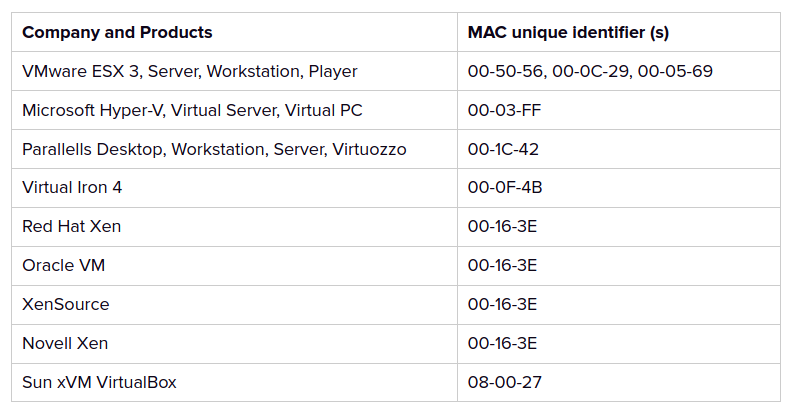 Company and Products MAC unique identifier (s)
VMware ESX 3, Server, Workstation, Player 00-50-56, 00-0C-29, 00-05-69
Microsoft Hyper-V, Virtual Server, Virtual PC 00-03-FF
Parallells Desktop, Workstation, Server, Virtuozzo 00-1C-42
Virtual Iron 4 00-0F-4B
Red Hat Xen 00-16-3E
Oracle VM 00-16-3E
XenSource 00-16-3E
Novell Xen 00-16-3E
Sun xVM VirtualBox 08-00-27